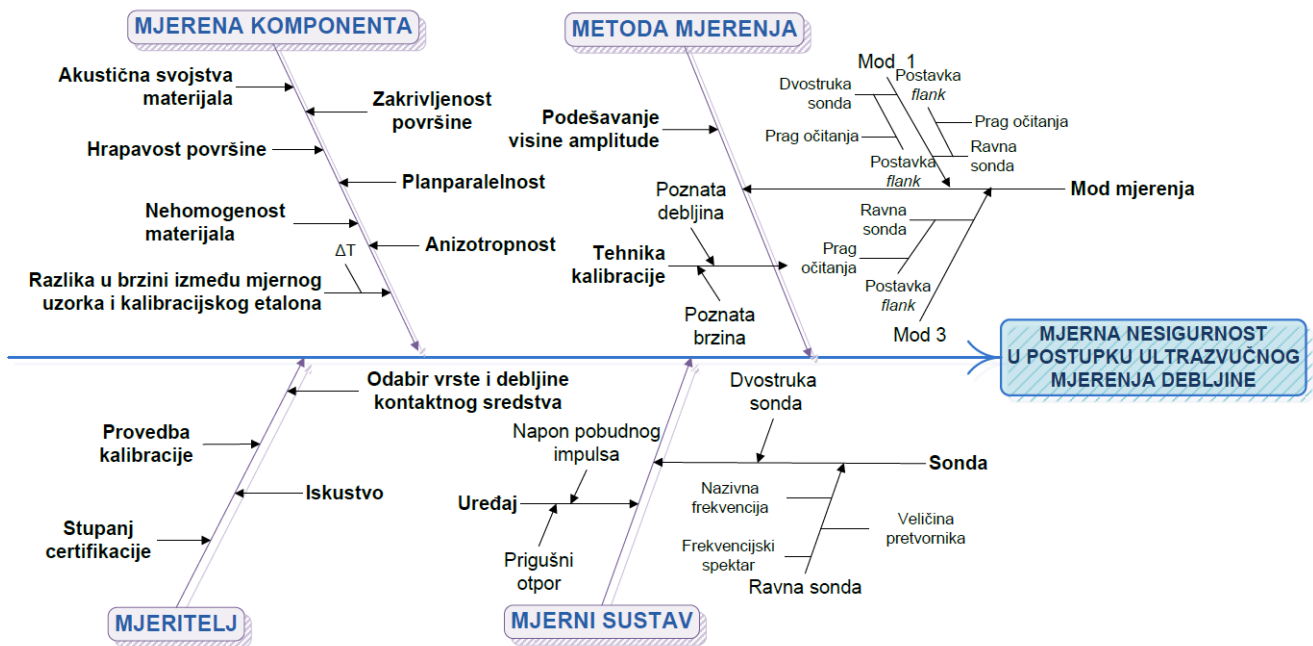 MJERENA KOMPONENTA
Akustična svojstva
materijala
Zakrivljenost
površine
Hrapavost površine
Planparalelnost
Nehomogenost
materijala
Anizotropnost
ΔT
Razlika u brzini između mjernog
uzorka i kalibracijskog etalona
METODA MJERENJA
Podešavanje
visine amplitude
Mod 1
Postavka
flank
Dvostruka
sonda
Prag očitanja
Prag očitanja
Postavka
flank
Ravna
sonda
Mod mjerenja
Poznata
debljina
Tehnika
kalibracije
Poznata
brzina
Ravna
sonda
Prag
očitanja
Postavka
flank
Mod 3
MJERNA NESIGURNOST
U POSTUPKU ULTRAZVUČNOG
MJERENJA DEBLJINE
Odabir vrste i debljine
kontaktnog sredstva
Provedba
kalibracije
Iskustvo
Stupanj
certifikacije
MJERITELJ
Dvostruka
sonda
Napon pobudnog
impulsa
Sonda
Uređaj
Nazivna
frekvencija
Veličina
pretvornika
Prigušni
otpor
Frekvencijski
spektar
Ravna sonda
MJERNI SUSTAV